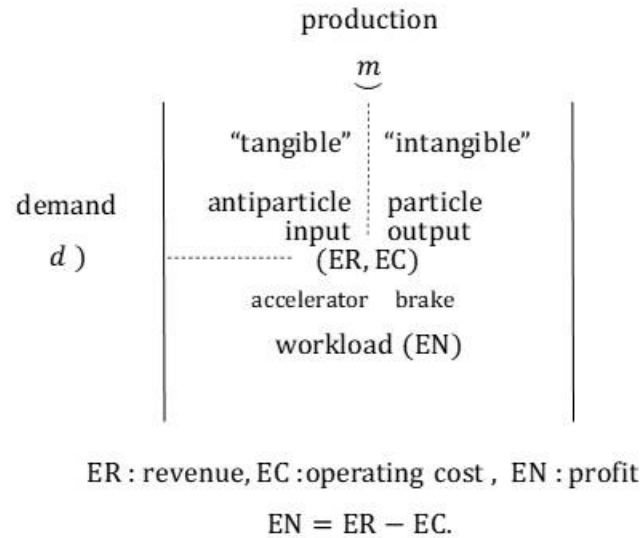 production
m
“tangible” “intangible”
antiparticle particle
demand
input output
d )
(ER, EC)
accelerator brake
workload (EN)
ER : revenue, EC :operating cost , EN : profit
EN = ER − EC.